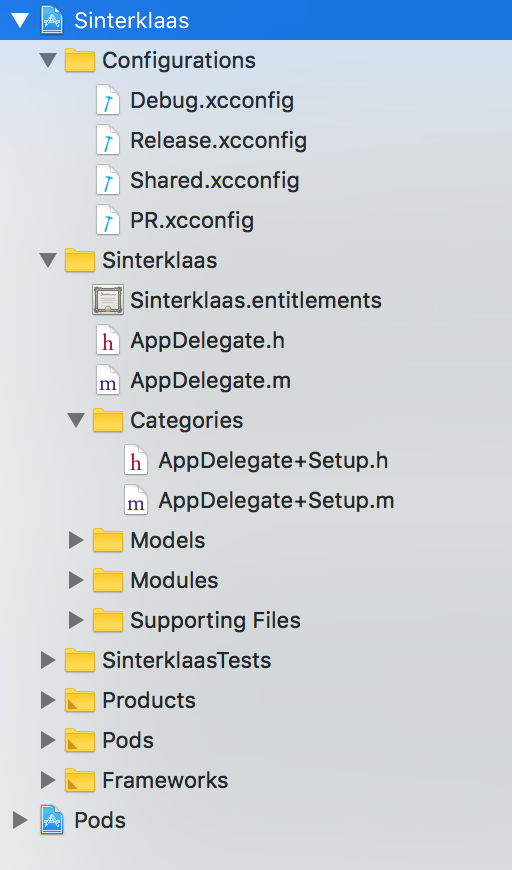 Sinterklaas
Configurations
Debug.xcconfig
Release.xcconfig
Shared.xcconfig
PR.xcconfig
Sinterklaas
Sinterklaas.entitlements
h AppDelegate.h
m AppDelegate.m
Categories
h AppDelegate+Setup.h
m AppDelegate+Setup.m
Models
Modules
Supporting Files
SinterklaasTests
Products
Pods
Frameworks
Pods